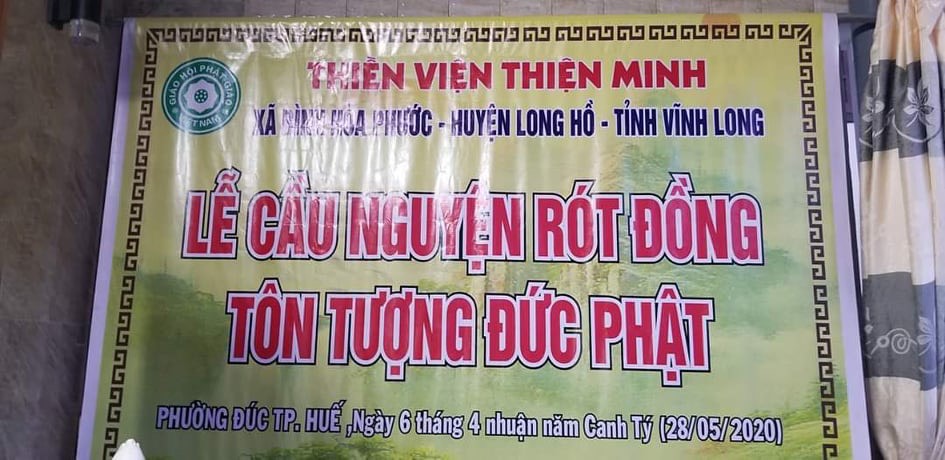 GIÁO HỘI PHẬT GIÁO
VIỆT NAM
THIỀN VIỆN THIỆN MINH
XÃ BÌNH HÒA PHƯỚC - HUYỆN LONG HỒ - TỈNH VĨNH LONG
LỄ CẦU NGUYỆN RÓT ĐỒNG
TÔN TƯỢNG ĐỨC PHẬT
PHƯỜNG ĐÚC TP. HUẾ ,Ngày 6 tháng 4 nhuận năm Canh Tý (28/05/2020)